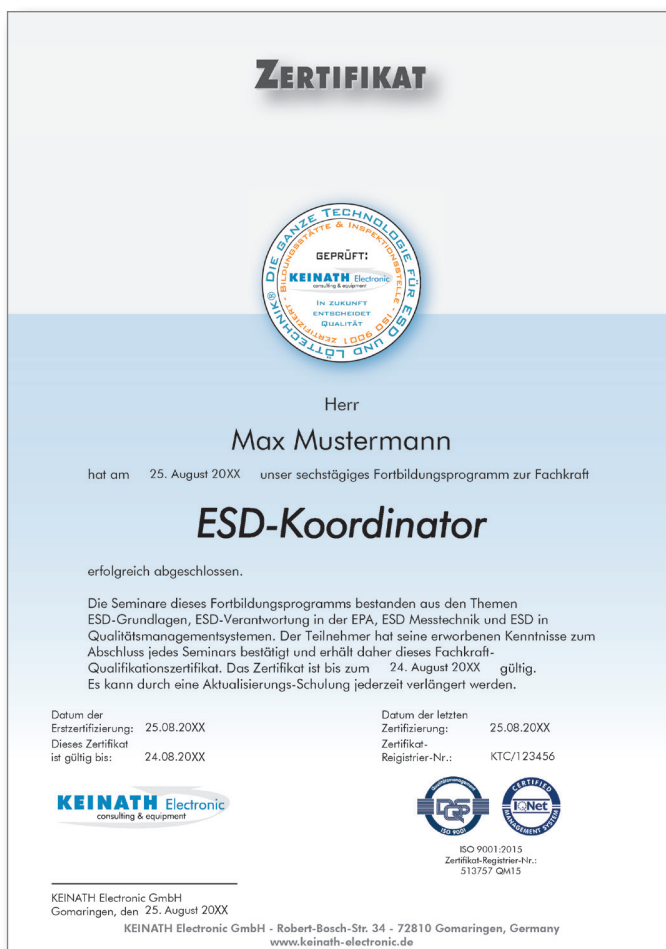 ZERTIFIKAT
DIE GANZE TECHNOLOGIE FÜR ESD UND LÖTTECHNIK®
BILDUNGSSTÄTTE & INSPEKTIONSSTELLE - ISO 9001 ZERTIFIZIERT -
GEPRÜFT:
KEINATH Electronic
consulting & equipment
IN ZUKUNFT
ENTSCHEIDET
QUALITÄT
Herr
Max Mustermann
hat am 25. August 20XX unser sechstägiges Fortbildungsprogramm zur Fachkraft
ESD-Koordinator
erfolgreich abgeschlossen.
Die Seminare dieses Fortbildungsprogramms bestanden aus den Themen
ESD-Grundlagen, ESD-Verantwortung in der EPA, ESD Messtechnik und ESD in
Qualitätsmanagementsystemen. Der Teilnehmer hat seine erworbenen Kenntnisse zum
Abschluss jedes Seminars bestätigt und erhält daher dieses Fachkraft-
Qualifikationszertifikat. Das Zertifikat ist bis zum 24. August 20XX gültig.
Es kann durch eine Aktualisierungs-Schulung jederzeit verlängert werden.
Datum der
Erstzertifizierung: 25.08.20XX
Dieses Zertifikat
ist gültig bis: 24.08.20XX
Datum der letzten
Zertifizierung: 25.08.20XX
Zertifikat-
Reigistrier-Nr.: KTC/123456
KEINATH Electronic
consulting & equipment
Qualitätsmanagement
DQS
ISO 9001
CERTIFIED
IQNet
MANAGEMENT SYSTEM
ISO 9001:2015
Zertifikat-Registrier-Nr.:
513757 QM15
KEINATH Electronic GmbH
Gomaringen, den 25. August 20XX
KEINATH Electronic GmbH - Robert-Bosch-Str. 34 - 72810 Gomaringen, Germany
www.keinath-electronic.de